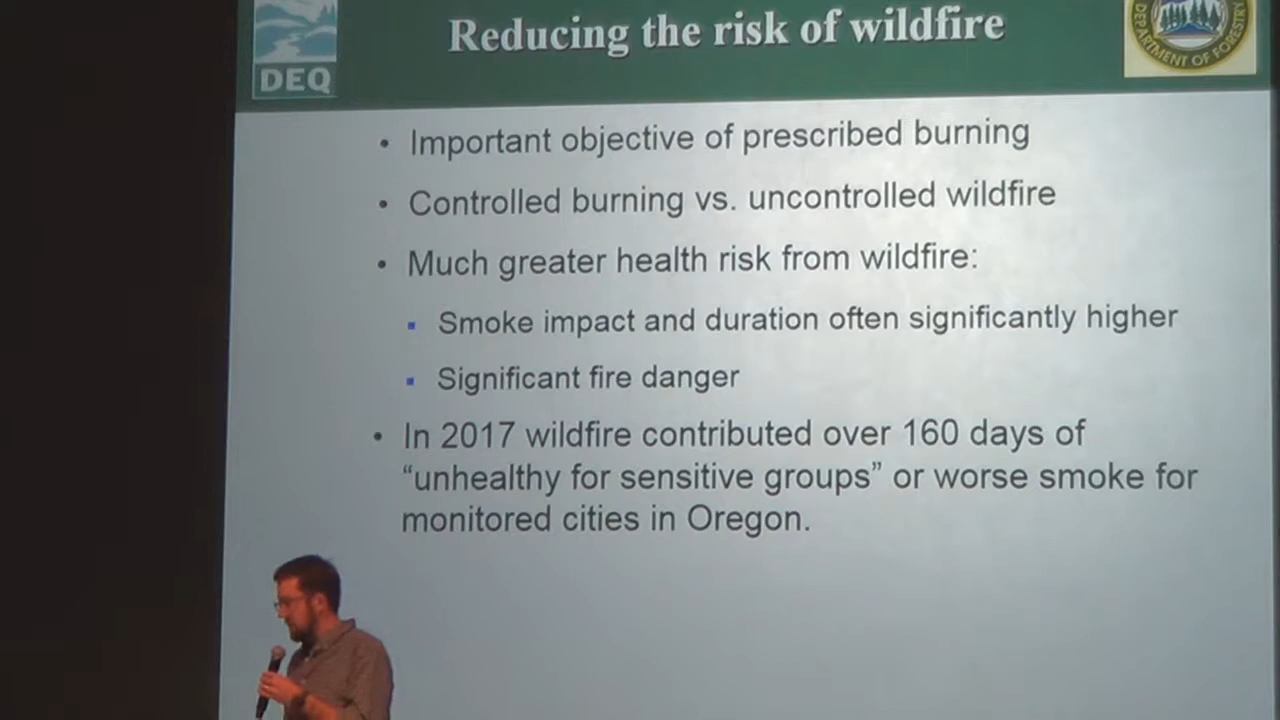 Reducing the risk of wildfire
DEQ
DEPARTMENT OF FORESTRY
• Important objective of prescribed burning
• Controlled burning vs. uncontrolled wildfire
• Much greater health risk from wildfire:
▪ Smoke impact and duration often significantly higher
▪ Significant fire danger
• In 2017 wildfire contributed over 160 days of
“unhealthy for sensitive groups” or worse smoke for
monitored cities in Oregon.